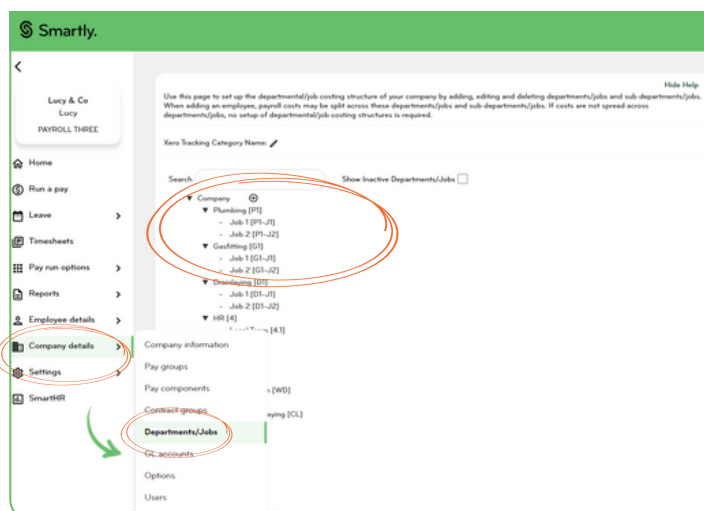 Smartly.
Lucy & Co
Lucy
PAYROLL THREE
Home
Run a pay
Leave
Timesheets
Pay run options
Reports
Employee details
Company details
Settings
SmartHR
Hide Help
Use this page to set up the departmental/job costing structure of your company by adding, editing and deleting departments/jobs and sub departments/jobs.
When adding an employee, payroll costs may be split across these departments/jobs and sub departments/jobs. If costs are not spread across
departments/jobs, no setup of departmental/job costing structures is required.
Xero Tracking Category Name:
Search
Show Inactive Departments/Jobs
Company
Plumbing [P1]
- Job 1 [P1-J1]
- Job 2 [P1-J2]
Gasfitting [G1]
- Job 1 [G1-J1]
- Job 2 [G1-J2]
Drainlaying [D1]
- Job 1 [D1-J1]
- Job 2 [D1-J2]
HR [4]
[4.1]
[WD]
aying [CL]
Company information
Pay groups
Pay components
Contract groups
Departments/Jobs
GL accounts
Options
Users